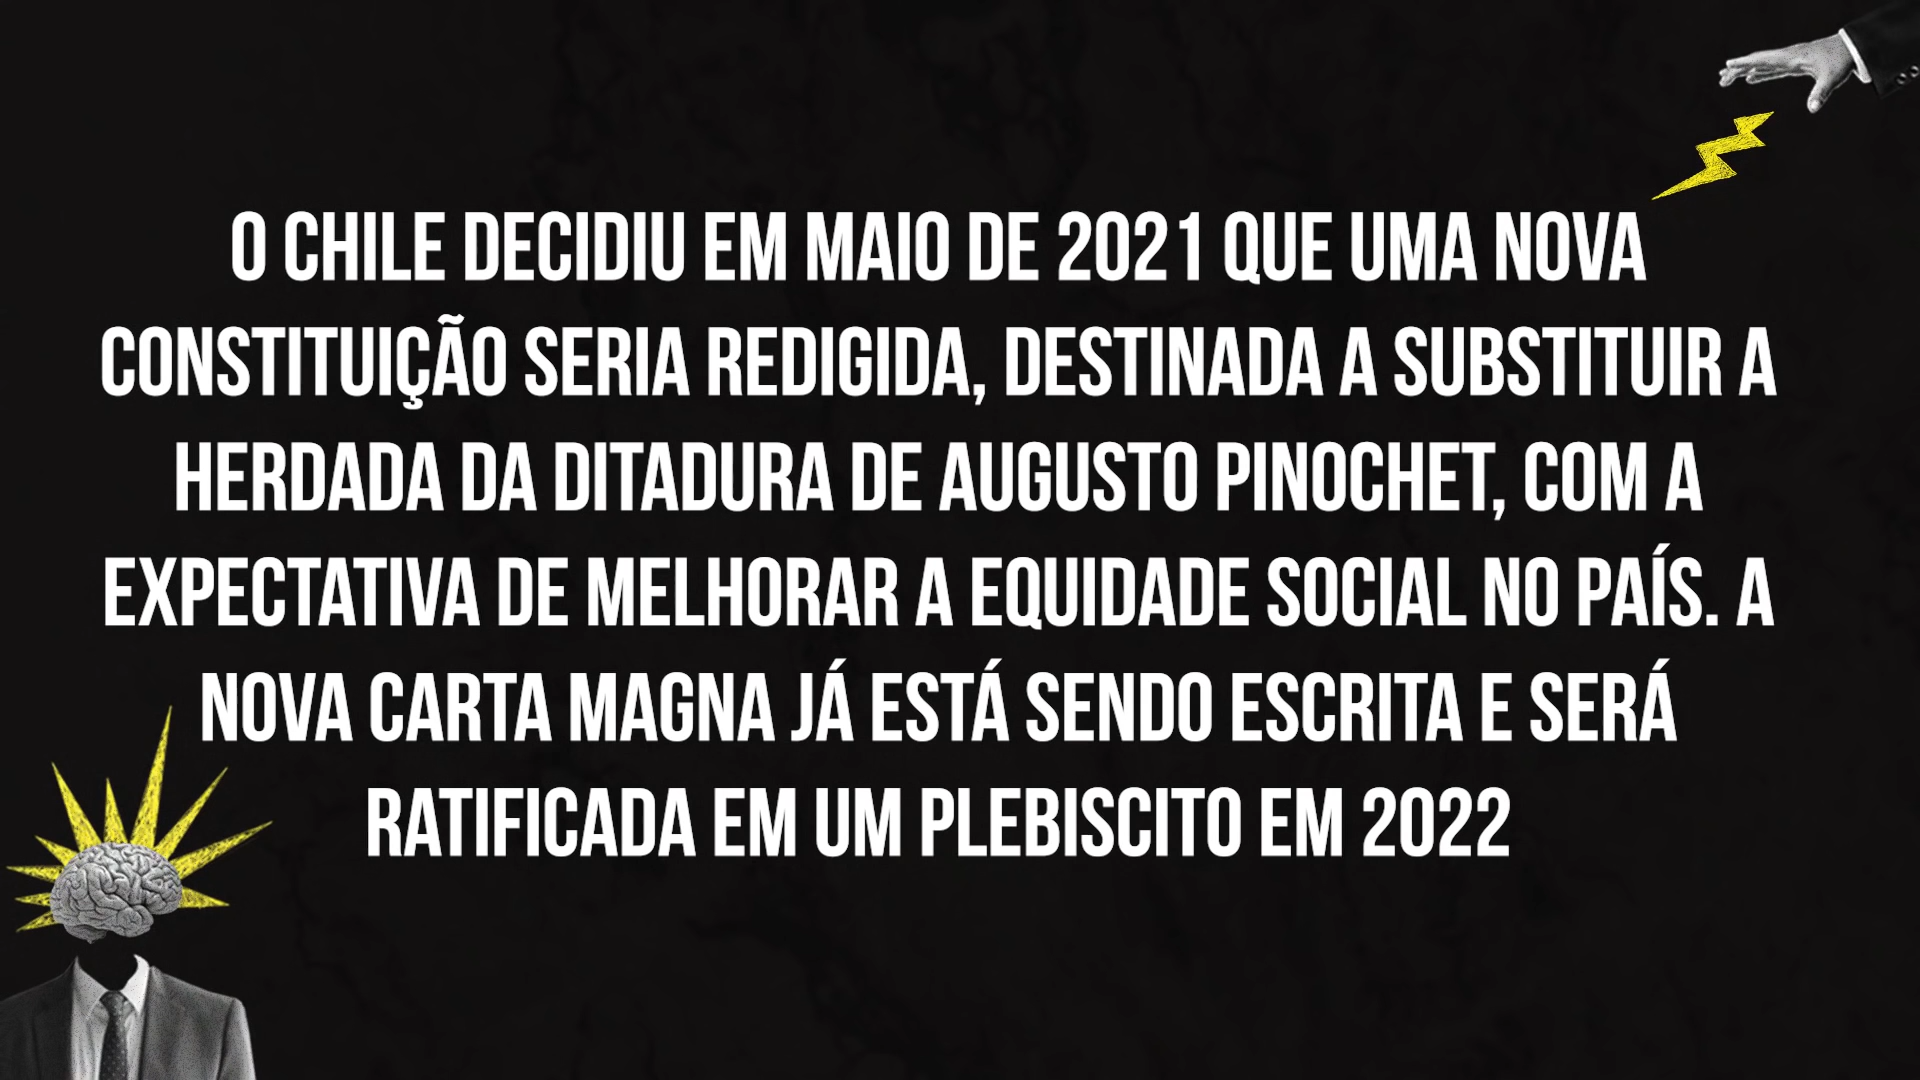 O CHILE DECIDIU EM MAIO DE 2021 QUE UMA NOVA
CONSTITUIÇÃO SERIA REDIGIDA, DESTINADA A SUBSTITUIR A
HERDADA DA DITADURA DE AUGUSTO PINOCHET, COM A
EXPECTATIVA DE MELHORAR A EQUIDADE SOCIAL NO PAÍS. A
NOVA CARTA MAGNA JÁ ESTÁ SENDO ESCRITA E SERÁ
RATIFICADA EM UM PLEBISCITO EM 2022